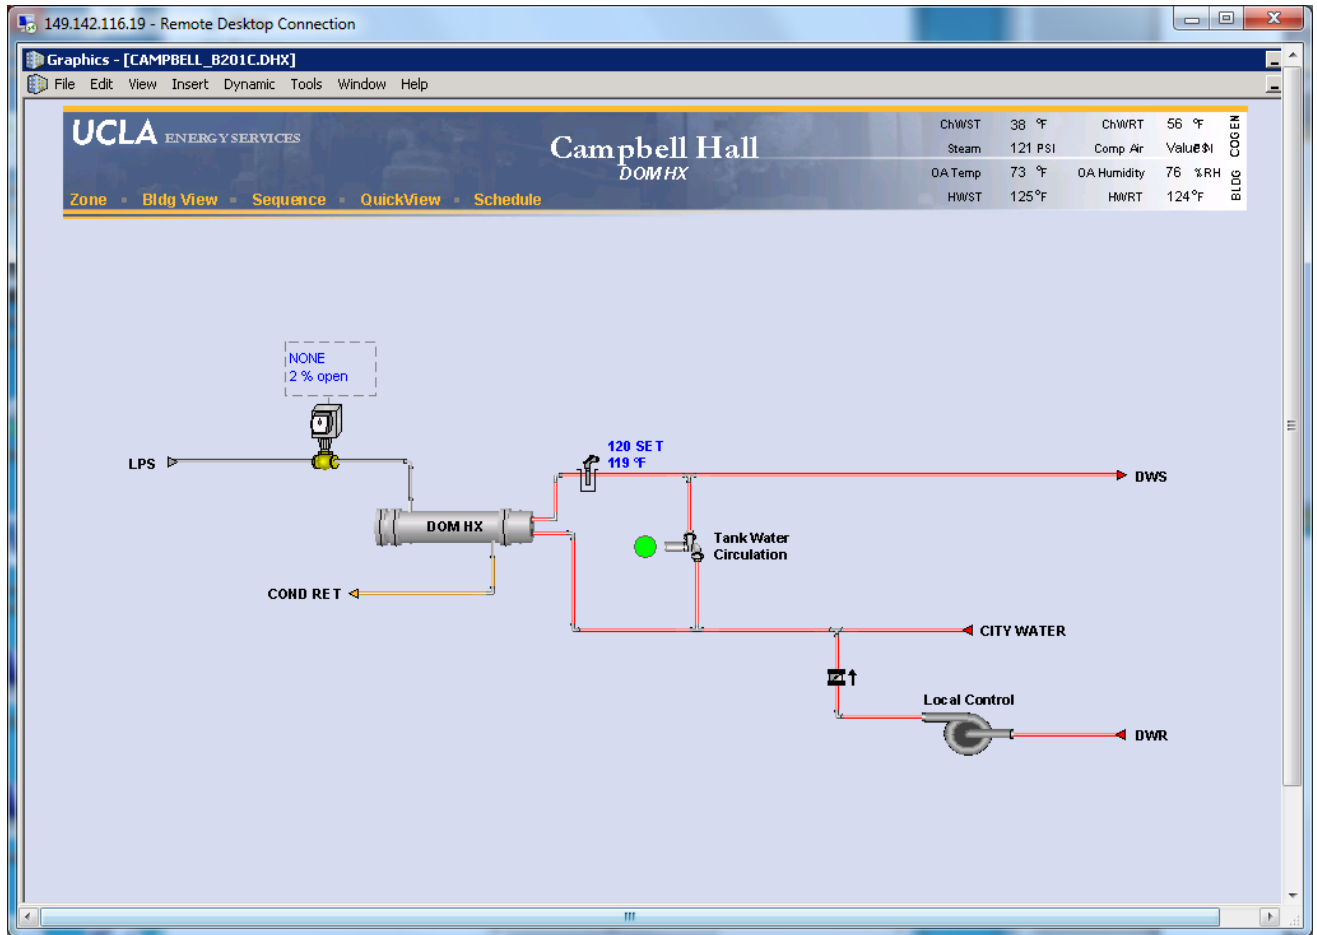 149.142.116.19 - Remote Desktop Connection
Graphics - [CAMPBELL_B201C.DHX]
File Edit View Insert Dynamic Tools Window Help
UCLA ENERGY SERVICES
Campbell Hall
DOM HX
Zone Bldg View Sequence QuickView Schedule
ChWST 38 °F ChWRT 56 °F
Steam 121 PSI Comp Air Value
COGEN
OA Temp 73 °F OA Humidity 76 %RH
HWST 125°F HWRT 124°F
BLDG
NONE
2 % open
LPS
120 SET
119 °F
DWS
DOM HX
Tank Water
Circulation
COND RET
CITY WATER
Local Control
DWR